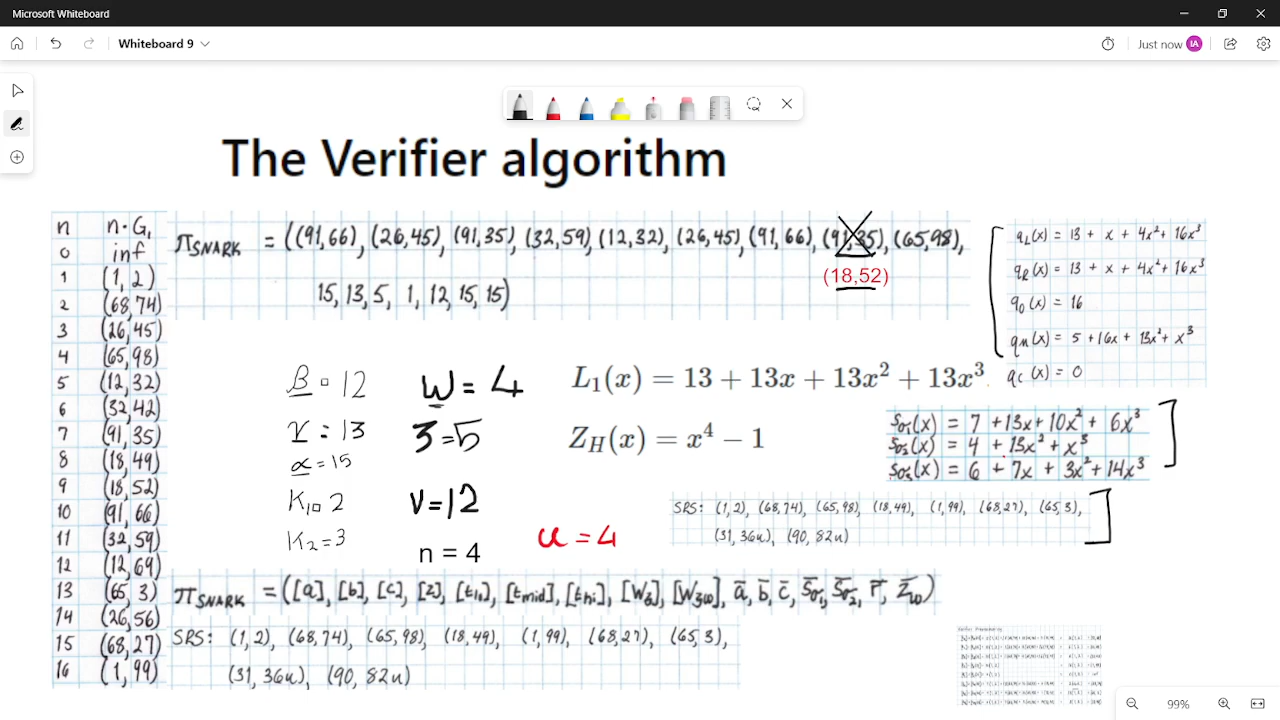 Microsoft Whiteboard
Whiteboard 9
Just now IA
The Verifier algorithm
n n·G₁
0 inf
1 (1, 2)
2 (68,74)
3 (26,45)
4 (65,98)
5 (12,32)
6 (32,42)
7 (91,35)
8 (18,49)
9 (18,52)
10 (91,66)
11 (32,59)
12 (12,69)
13 (65, 3)
14 (26,56)
15 (68,27)
16 (1,99)
πSNARK = ((91,66), (26,45), (91,35) (32,59) (12,32), (26,45), (91,66), (91,35), (65,98),
(18,52)
15, 13, 5, 1, 12, 15, 15)
qL(x) = 13 + x + 4x² + 16x³
qR(x) = 13 + x + 4x² + 16x³
q₀(x) = 16
qm(x) = 5 + 16x + 13x² + x³
qc(x) = 0
β = 12
γ = 13
α = 15
K₁ = 2
K₂ = 3
ω = 4
ʒ = 5
v = 12
n = 4
u = 4
L₁(x) = 13 + 13x + 13x² + 13x³
Z_H(x) = x⁴ − 1
Sσ₁(x) = 7 + 13x + 10x² + 6x³
Sσ₂(x) = 4 + 13x² + x³
Sσ₃(x) = 6 + 7x + 3x² + 14x³
SRS: (1,2), (68,74), (65,98), (18,49), (1,99), (68,27), (65,3),
(31, 36u), (90, 82u)
πSNARK = ([a], [b], [c], [z], [t_lo], [t_mid], [t_hi], [Wʒ], [Wʒω], a̅, b̅, c̅, S̅σ₁, S̅σ₂, r̅, Z̅ω)
SRS: (1,2), (68,74), (65,98), (18,49), (1,99), (68,27), (65,3),
(31, 36u), (90, 82u)
99%